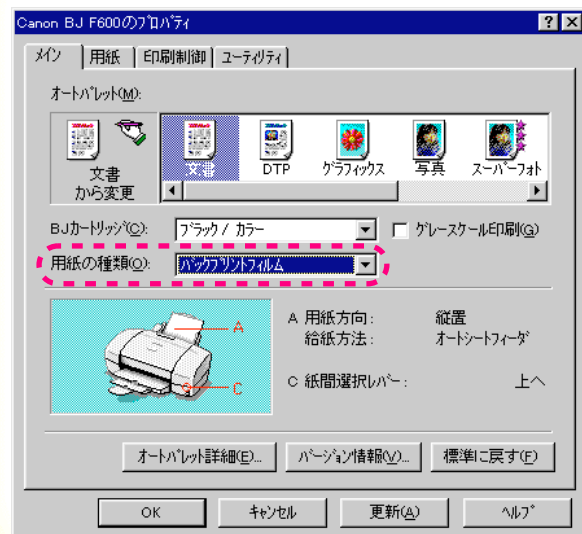 Canon BJ F600のﾌﾟﾛﾊﾟﾃｨ
ﾒｲﾝ 用紙 印刷制御 ﾕｰﾃｨﾘﾃｨ
ｵｰﾄﾊﾟﾚｯﾄ(M):
文書
から変更
文書 DTP ｸﾞﾗﾌｨｯｸｽ 写真 ｽｰﾊﾟｰﾌｫﾄ
BJｶｰﾄﾘｯｼﾞ(C): ﾌﾞﾗｯｸ / ｶﾗｰ ｸﾞﾚｰｽｹｰﾙ印刷(G)
用紙の種類(O): ﾊﾞｯｸﾌﾟﾘﾝﾄﾌｨﾙﾑ
A
C
A 用紙方向: 縦置
給紙方法: ｵｰﾄｼｰﾄﾌｨｰﾀﾞ
C 紙間選択ﾚﾊﾞｰ: 上へ
ｵｰﾄﾊﾟﾚｯﾄ詳細(E)... ﾊﾞｰｼﾞｮﾝ情報(V)... 標準に戻す(F)
OK ｷｬﾝｾﾙ 更新(A) ﾍﾙﾌﾟ